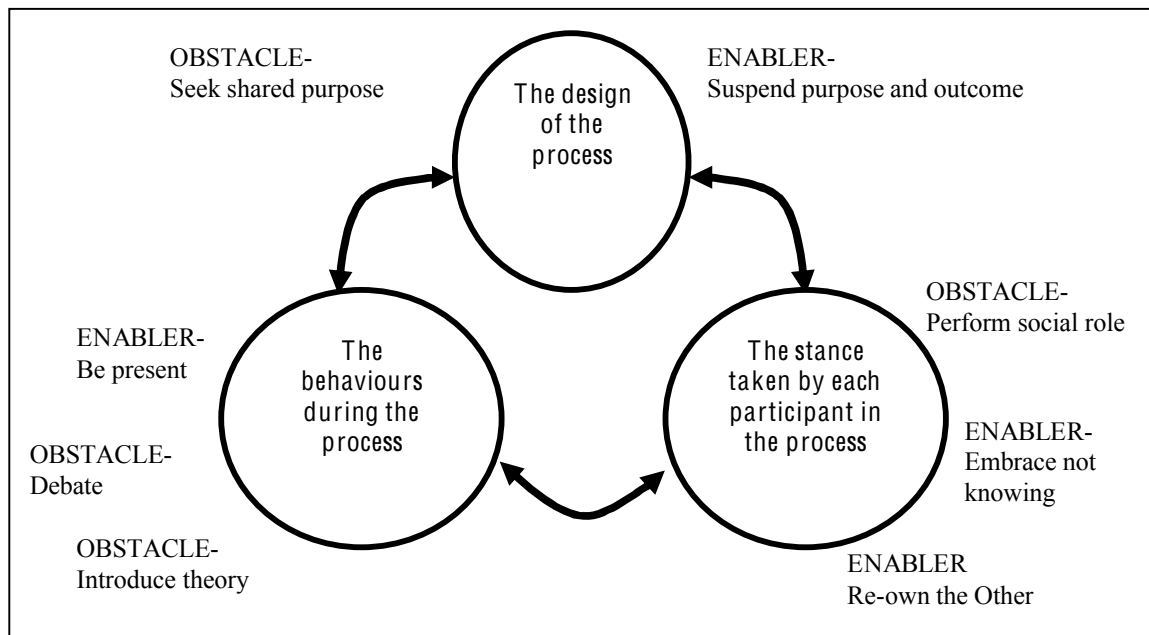 OBSTACLE-
Seek shared purpose
The design
of the
process
ENABLER-
Suspend purpose and outcome
ENABLER-
Be present
OBSTACLE-
Debate
OBSTACLE-
Introduce theory
The
behaviours
during the
process
The stance
taken by each
participant in
the process
OBSTACLE-
Perform social role
ENABLER-
Embrace not
knowing
ENABLER
Re-own the Other